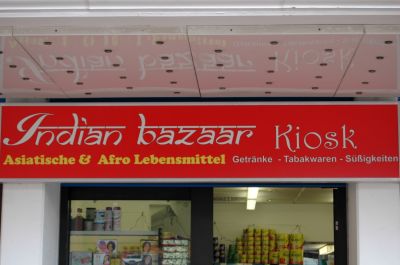 Indian bazaar Kiosk
Asiatische & Afro Lebensmittel Getränke - Tabakwaren - Süßigkeiten